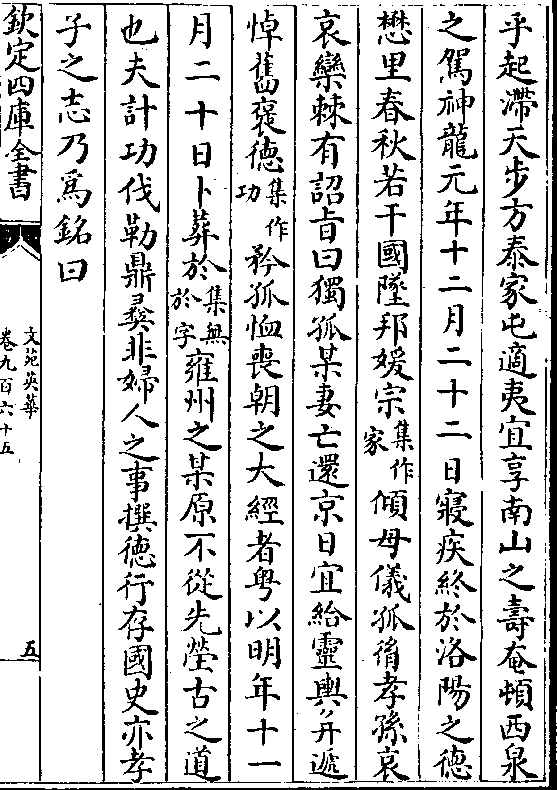 乎起滯天步方泰家屯適夷宜享南山之壽奄頓西泉
之駕神龍元年十二月二十二日寢疾終於洛陽之德
懋里春秋若干國墜邦媛宗集作家傾母儀孤胤孝孫哀
哀欒棘有詔旨曰獨孤某妻亡還京日宜給靈輿并遞
悼舊褒德集作功矜孤恤喪朝之大經者粵以明年十一
月二十日卜葬於集無於字雍州之某原不從先塋古之道
也夫計功伐勒鼎彛非婦人之事撰德行存國史亦孝
子之志乃爲銘曰
欽定四庫全書
文苑英華
卷九百六十五
五